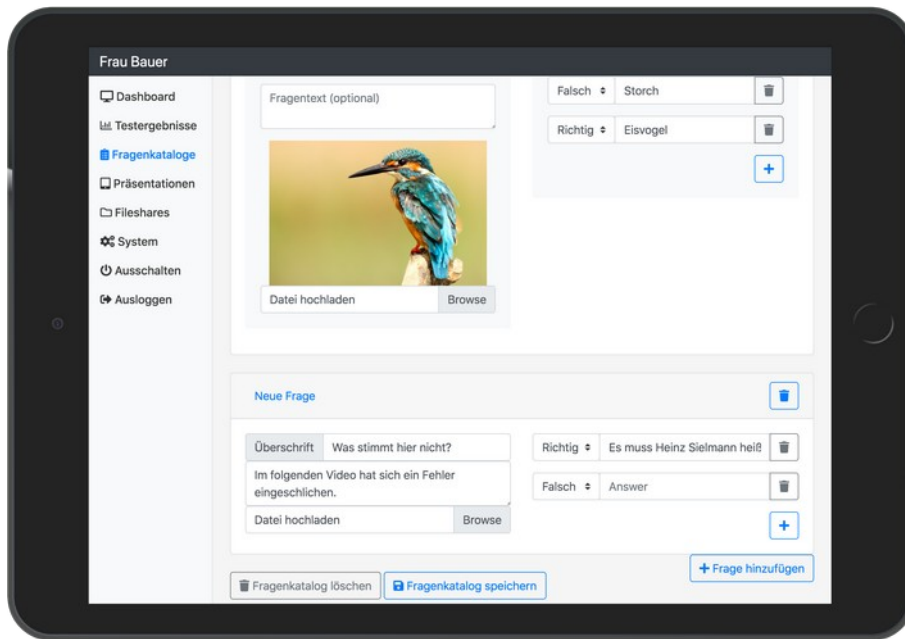 Frau Bauer
Dashboard
Testergebnisse
Fragenkataloge
Präsentationen
Fileshares
System
Ausschalten
Ausloggen
Fragentext (optional)
Datei hochladen Browse
Falsch Storch
Richtig Eisvogel
Neue Frage
Überschrift Was stimmt hier nicht?
Im folgenden Video hat sich ein Fehler
eingeschlichen.
Datei hochladen Browse
Richtig Es muss Heinz Sielmann heiß
Falsch Answer
Frage hinzufügen
Fragenkatalog löschen Fragenkatalog speichern